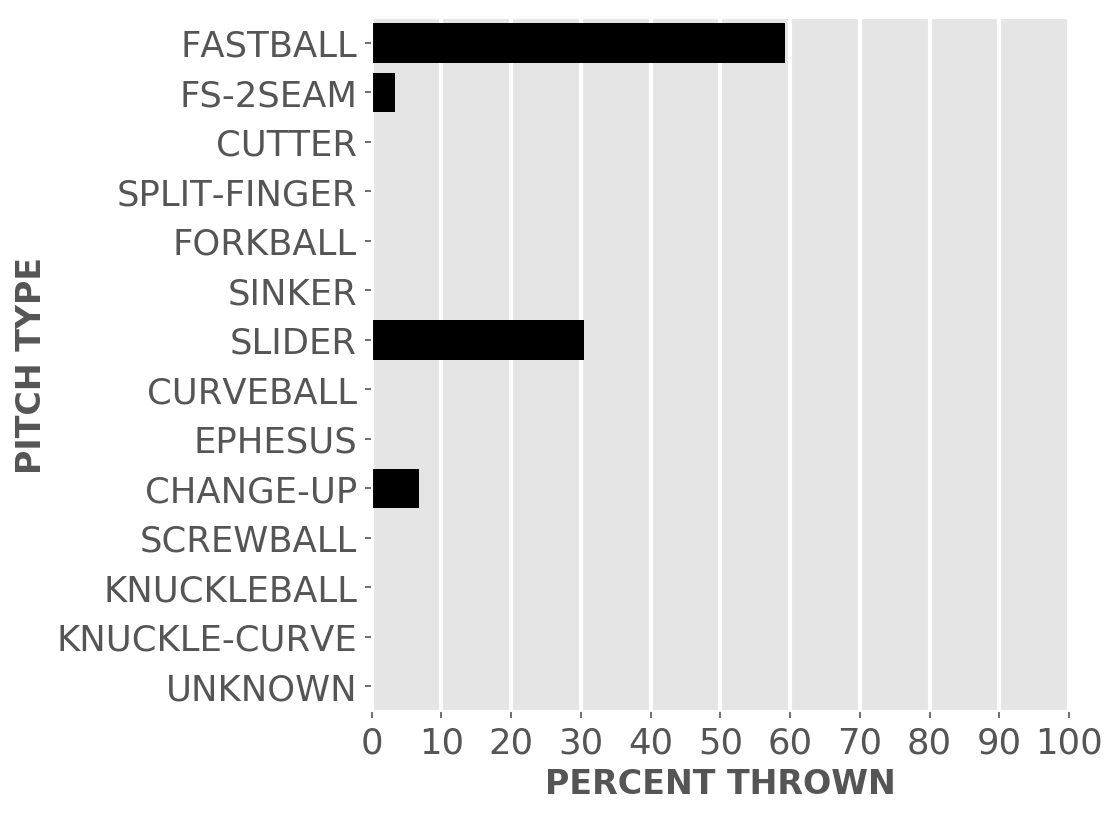 FASTBALL
FS-2SEAM
CUTTER
SPLIT-FINGER
FORKBALL
SINKER
SLIDER
CURVEBALL
EPHESUS
CHANGE-UP
SCREWBALL
KNUCKLEBALL
KNUCKLE-CURVE
UNKNOWN
PITCH TYPE
0 10 20 30 40 50 60 70 80 90 100
PERCENT THROWN